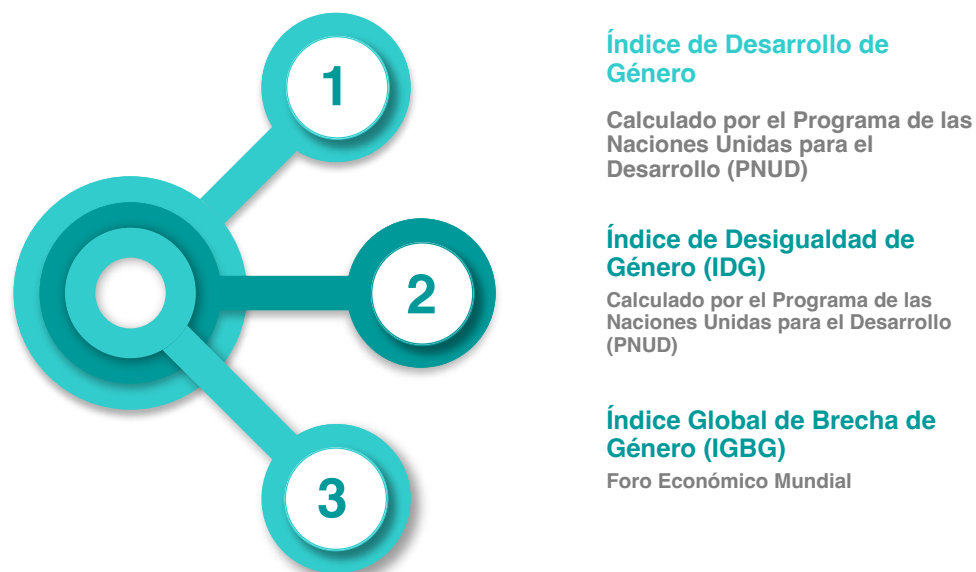 1
Índice de Desarrollo de
Género
Calculado por el Programa de las
Naciones Unidas para el
Desarrollo (PNUD)
2
Índice de Desigualdad de
Género (IDG)
Calculado por el Programa de las
Naciones Unidas para el Desarrollo
(PNUD)
3
Índice Global de Brecha de
Género (IGBG)
Foro Económico Mundial